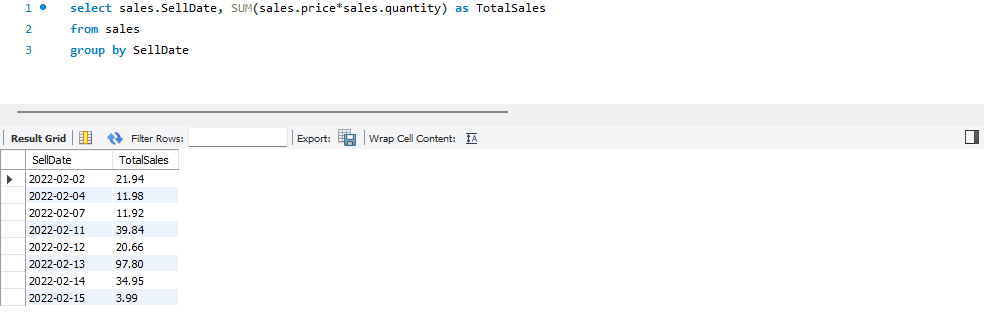 1 select sales.SellDate, SUM(sales.price*sales.quantity) as TotalSales
2 from sales
3 group by SellDate
Result Grid Filter Rows: Export: Wrap Cell Content: IA
SellDate TotalSales
2022-02-02 21.94
2022-02-04 11.98
2022-02-07 11.92
2022-02-11 39.84
2022-02-12 20.66
2022-02-13 97.80
2022-02-14 34.95
2022-02-15 3.99